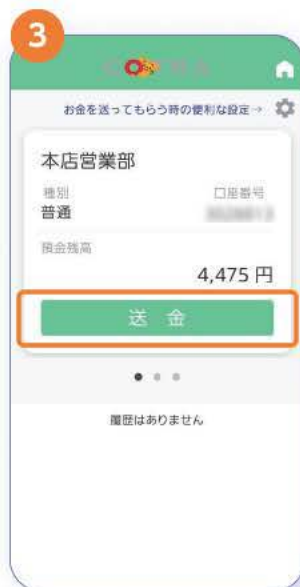 3
お金を送ってもらう時の便利な設定→
本店営業部
種別 口座番号
普通
預金残高
4,475 円
送 金
履歴はありません